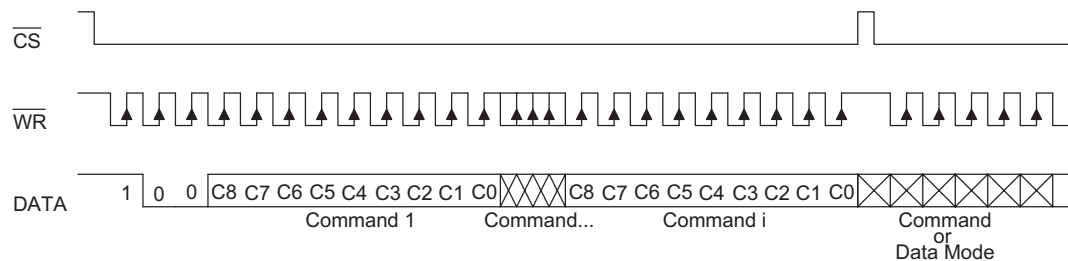 CS
WR
DATA 1 0 0 C8 C7 C6 C5 C4 C3 C2 C1 C0 C8 C7 C6 C5 C4 C3 C2 C1 C0
Command 1 Command... Command i Command
or
Data Mode